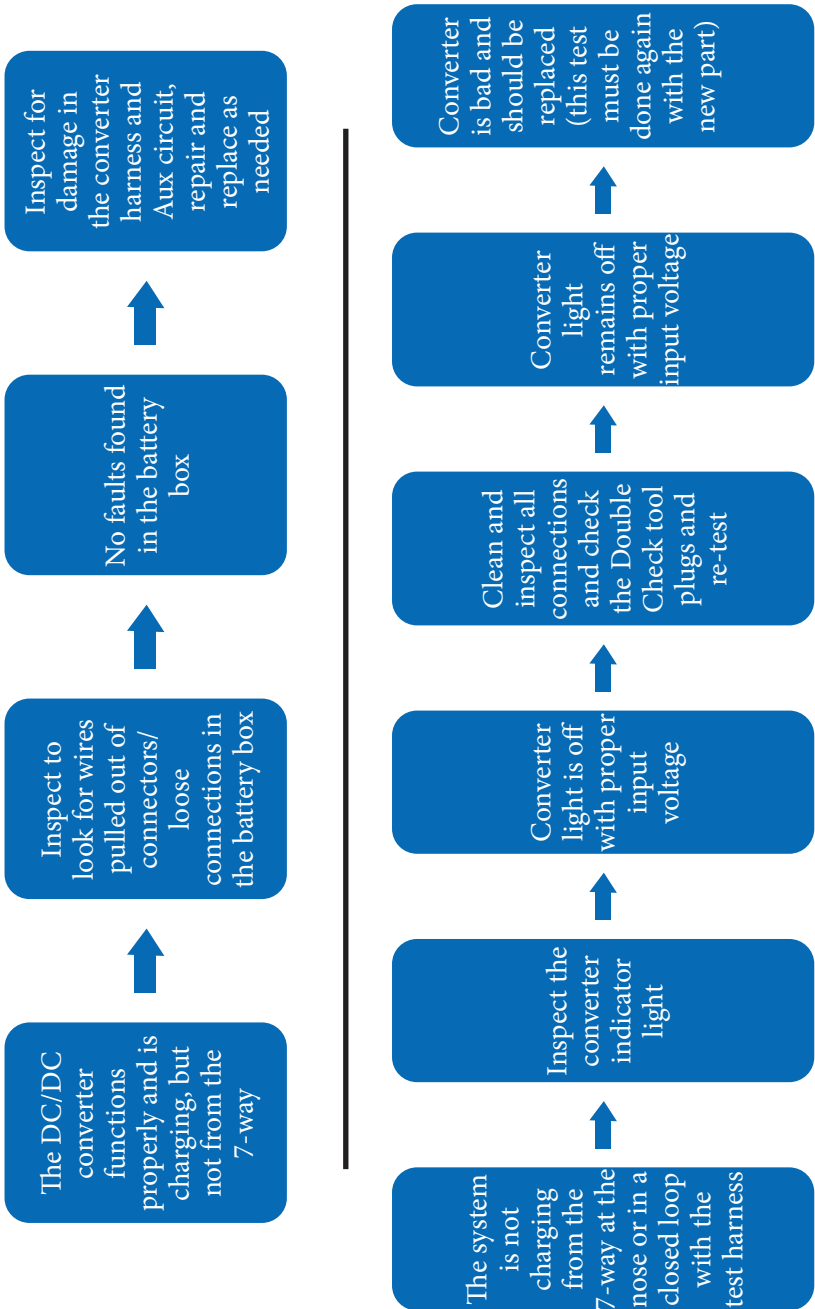 The DC/DC
converter
functions
properly and is
charging, but
not from the
7-way
Inspect to
look for wires
pulled out of
connectors/
loose
connections in
the battery box
No faults found
in the battery
box
Inspect for
damage in
the converter
harness and
Aux circuit,
repair and
replace as
needed
The system
is not
charging
from the
7-way at the
nose or in a
closed loop
with the
test harness
Inspect the
converter
indicator
light
Converter
light is off
with proper
input
voltage
Clean and
inspect all
connections
and check
the Double
Check tool
plugs and
re-test
Converter
light
remains off
with proper
input voltage
Converter
is bad and
should be
replaced
(this test
must be
done again
with the
new part)